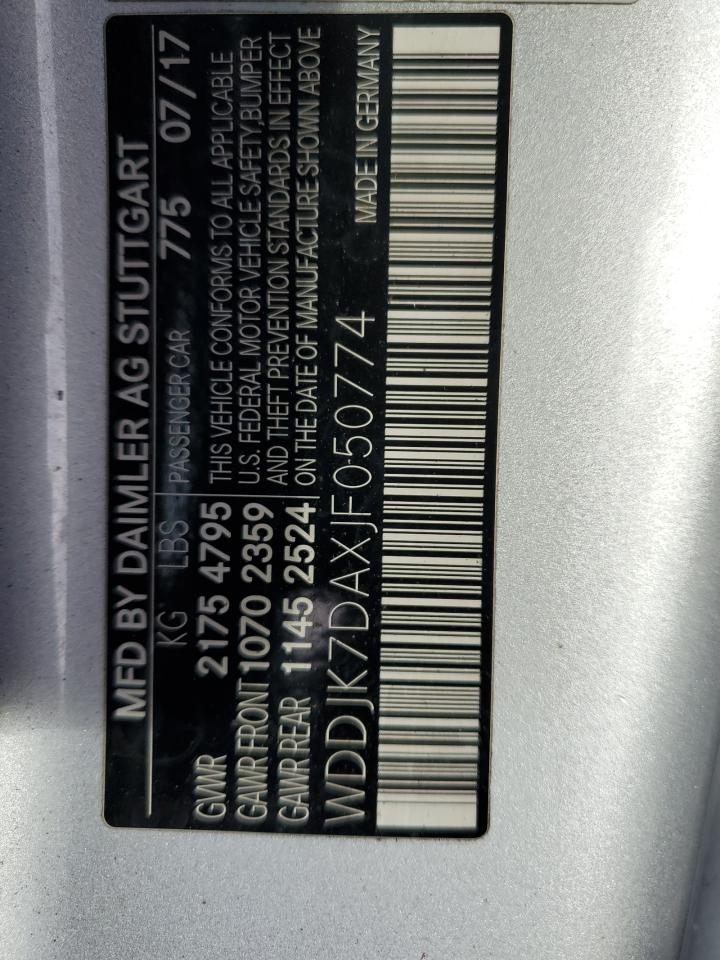 MFD BY DAIMLER AG STUTTGART
KG LBS PASSENGER CAR 775 07/17
GVWR 2175 4795
GAWR FRONT 1070 2359
GAWR REAR 1145 2524
THIS VEHICLE CONFORMS TO ALL APPLICABLE
U.S. FEDERAL MOTOR VEHICLE SAFETY, BUMPER
AND THEFT PREVENTION STANDARDS IN EFFECT
ON THE DATE OF MANUFACTURE SHOWN ABOVE
WDDJK7DAXJF050774 MADE IN GERMANY